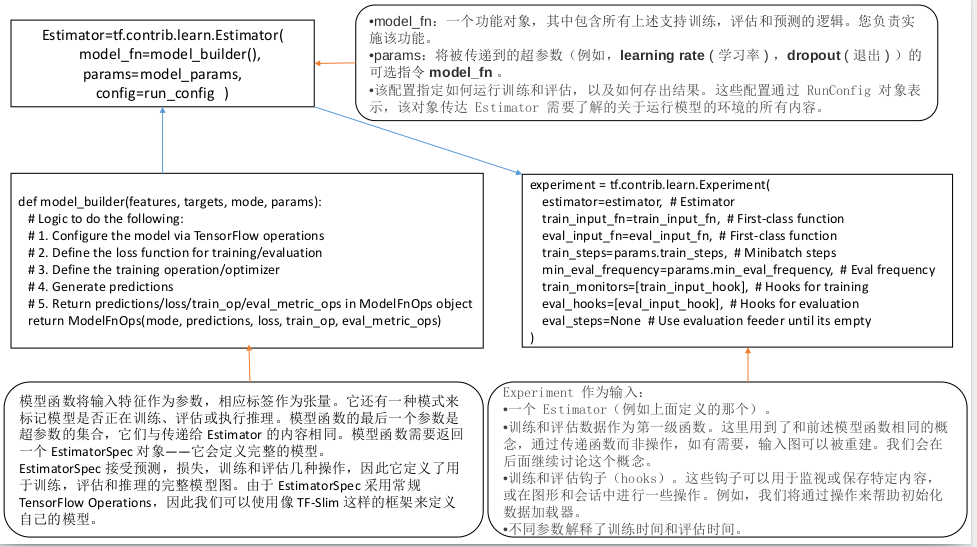 Estimator=tf.contrib.learn.Estimator(
model_fn=model_builder(),
params=model_params,
config=run_config )
•model_fn：一个功能对象，其中包含所有上述支持训练，评估和预测的逻辑。您负责实
施该功能。
•params：将被传递到的超参数（例如，learning rate ( 学习率 ) ，dropout ( 退出 ) ）的
可选指令 model_fn 。
•该配置指定如何运行训练和评估，以及如何存出结果。这些配置通过 RunConfig 对象表
示，该对象传达 Estimator 需要了解的关于运行模型的环境的所有内容。
def model_builder(features, targets, mode, params):
# Logic to do the following:
# 1. Configure the model via TensorFlow operations
# 2. Define the loss function for training/evaluation
# 3. Define the training operation/optimizer
# 4. Generate predictions
# 5. Return predictions/loss/train_op/eval_metric_ops in ModelFnOps object
return ModelFnOps(mode, predictions, loss, train_op, eval_metric_ops)
experiment = tf.contrib.learn.Experiment(
estimator=estimator, # Estimator
train_input_fn=train_input_fn, # First-class function
eval_input_fn=eval_input_fn, # First-class function
train_steps=params.train_steps, # Minibatch steps
min_eval_frequency=params.min_eval_frequency, # Eval frequency
train_monitors=[train_input_hook], # Hooks for training
eval_hooks=[eval_input_hook], # Hooks for evaluation
eval_steps=None # Use evaluation feeder until its empty
)
模型函数将输入特征作为参数，相应标签作为张量。它还有一种模式来
标记模型是否正在训练、评估或执行推理。模型函数的最后一个参数是
超参数的集合，它们与传递给 Estimator 的内容相同。模型函数需要返回
一个 EstimatorSpec 对象——它会定义完整的模型。
EstimatorSpec 接受预测，损失，训练和评估几种操作，因此它定义了用
于训练，评估和推理的完整模型图。由于 EstimatorSpec 采用常规
TensorFlow Operations，因此我们可以使用像 TF-Slim 这样的框架来定义
自己的模型。
Experiment 作为输入：
•一个 Estimator（例如上面定义的那个）。
•训练和评估数据作为第一级函数。这里用到了和前述模型函数相同的概
念，通过传递函数而非操作，如有需要，输入图可以被重建。我们会在
后面继续讨论这个概念。
•训练和评估钩子（hooks）。这些钩子可以用于监视或保存特定内容，
或在图形和会话中进行一些操作。例如，我们将通过操作来帮助初始化
数据加载器。
•不同参数解释了训练时间和评估时间。